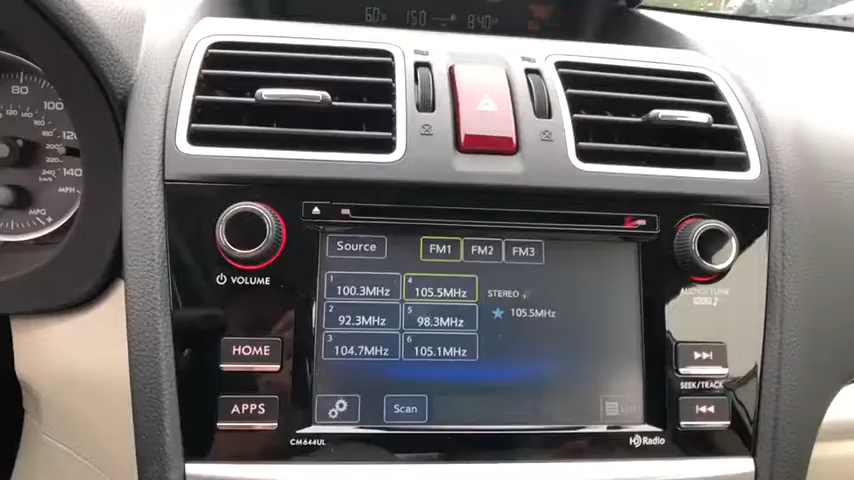 60°F 150 8:40
80
100
120
140
MPH
MPG
Source FM1 FM2 FM3
VOLUME
1 100.3MHz 4 105.5MHz STEREO
2 92.3MHz 5 98.3MHz 105.5MHz
3 104.7MHz 6 105.1MHz
HOME
APPS
Scan
SEEK/TRACK
CM644UL
HD Radio